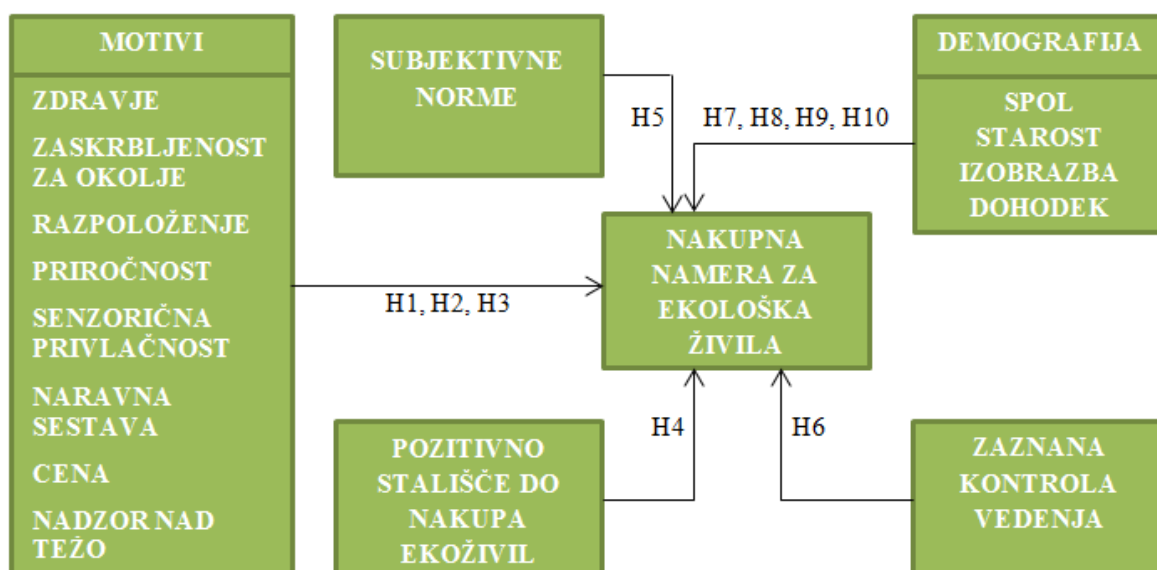 MOTIVI
ZDRAVJE
ZASKRBLJENOST
ZA OKOLJE
RAZPOLOŽENJE
PRIROČNOST
SENZORIČNA
PRIVLAČNOST
NARAVNA
SESTAVA
CENA
NADZOR NAD
TEŽO
H1, H2, H3
SUBJEKTIVNE
NORME
H5
H7, H8, H9, H10
DEMOGRAFIJA
SPOL
STAROST
IZOBRAZBA
DOHODEK
NAKUPNA
NAMERA ZA
EKOLOŠKA
ŽIVILA
POZITIVNO
STALIŠČE DO
NAKUPA
EKOŽIVIL
H4
H6
ZAZNANA
KONTROLA
VEDENJA